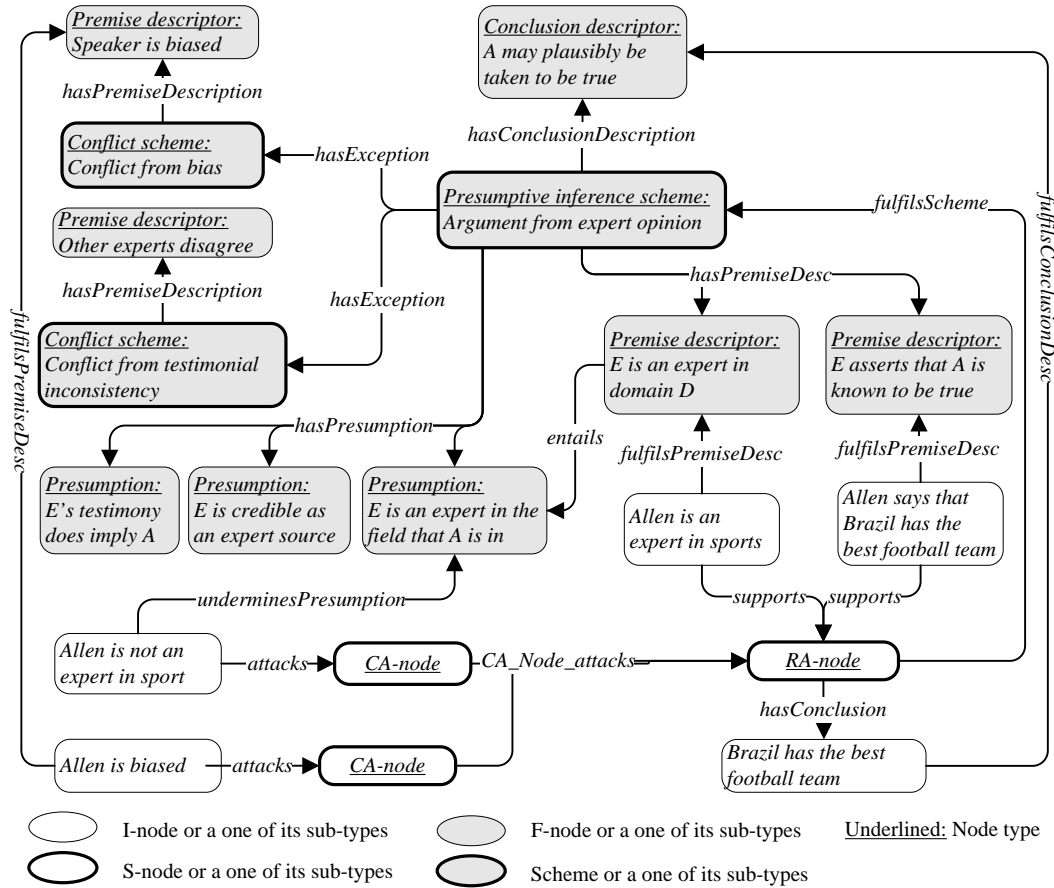 Premise descriptor:
Speaker is biased
Conclusion descriptor:
A may plausibly be
taken to be true
hasPremiseDescription
hasConclusionDescription
Conflict scheme:
Conflict from bias
hasException
Presumptive inference scheme:
Argument from expert opinion
fulfilsScheme
fulfilsConclusionDesc
Premise descriptor:
Other experts disagree
hasPremiseDescription
hasException
hasPremiseDesc
fulfilsPremiseDesc
Conflict scheme:
Conflict from testimonial
inconsistency
Premise descriptor:
E is an expert in
domain D
Premise descriptor:
E asserts that A is
known to be true
hasPresumption
entails
fulfilsPremiseDesc
fulfilsPremiseDesc
Presumption:
E's testimony
does imply A
Presumption:
E is credible as
an expert source
Presumption:
E is an expert in the
field that A is in
Allen is an
expert in sports
Allen says that
Brazil has the
best football team
underminesPresumption
supports
supports
Allen is not an
expert in sport
attacks
CA-node
CA_Node_attacks
RA-node
hasConclusion
Allen is biased
attacks
CA-node
Brazil has the best
football team
I-node or a one of its sub-types
F-node or a one of its sub-types
Underlined: Node type
S-node or a one of its sub-types
Scheme or a one of its sub-types